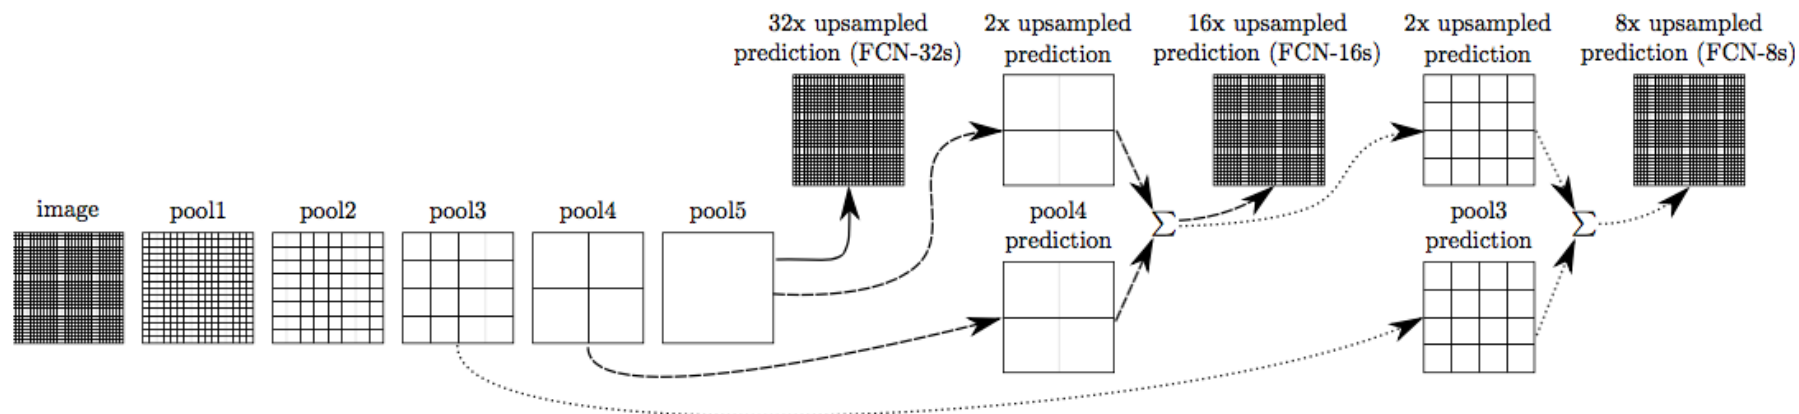 32x upsampled
prediction (FCN-32s)
2x upsampled
prediction
16x upsampled
prediction (FCN-16s)
2x upsampled
prediction
8x upsampled
prediction (FCN-8s)
image
pool1
pool2
pool3
pool4
pool5
pool4
prediction
Σ
pool3
prediction
Σ